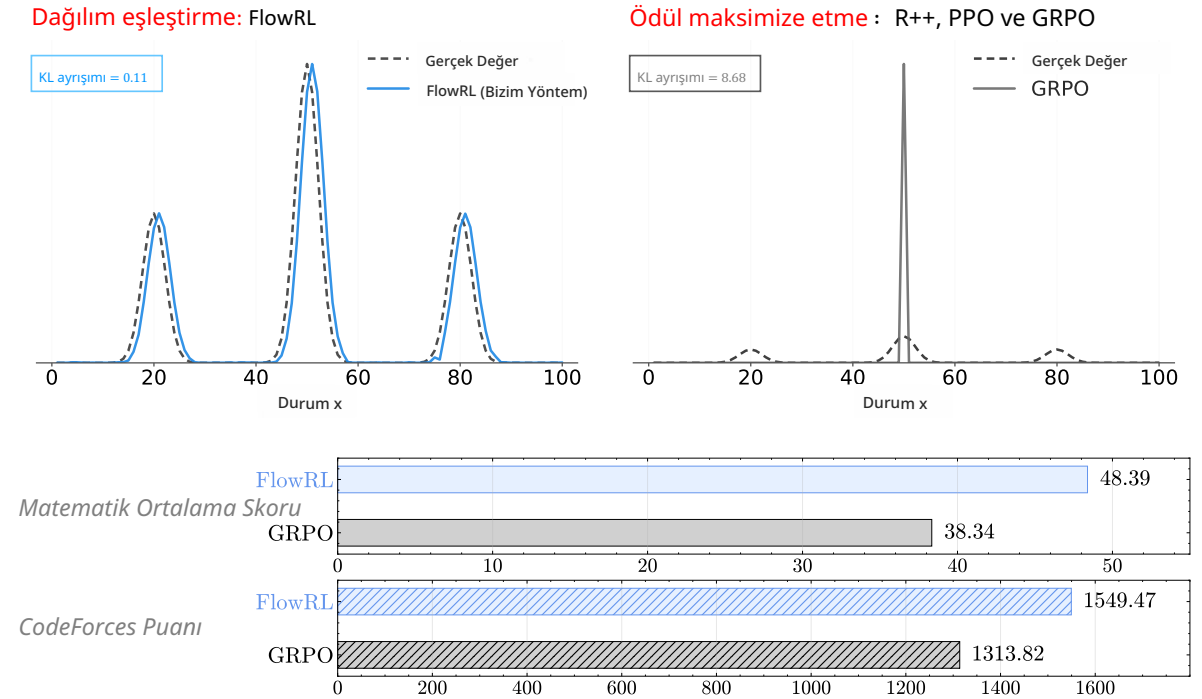 Dağılım eşleştirme: FlowRL
KL ayrışımı = 0.11
Gerçek Değer
FlowRL (Bizim Yöntem)
0 20 40 60 80 100
Durum x
Ödül maksimize etme : R++, PPO ve GRPO
KL ayrışımı = 8.68
Gerçek Değer
GRPO
0 20 40 60 80 100
Durum x
Matematik Ortalama Skoru
FlowRL 48.39
GRPO 38.34
0 10 20 30 40 50
CodeForces Puanı
FlowRL 1549.47
GRPO 1313.82
0 200 400 600 800 1000 1200 1400 1600